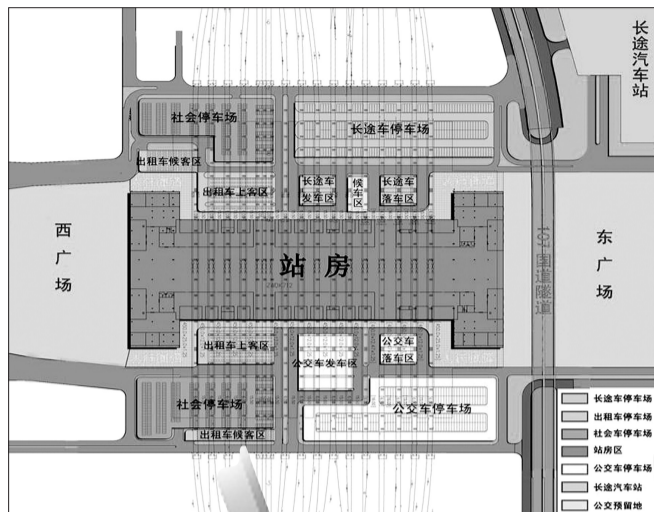 长途汽车站
社会停车场
长途车停车场
出租车候客区
出租车上客区
长途车
发车区
候车区
长途车
落车区
西广场
站房
107国道隧道
东广场
出租车上客区
公交车发车区
公交车
落车区
社会停车场
公交车停车场
出租车候客区
长途车停车场
出租车停车场
社会车停车场
站房区
公交车停车场
长途汽车站
公交预留地